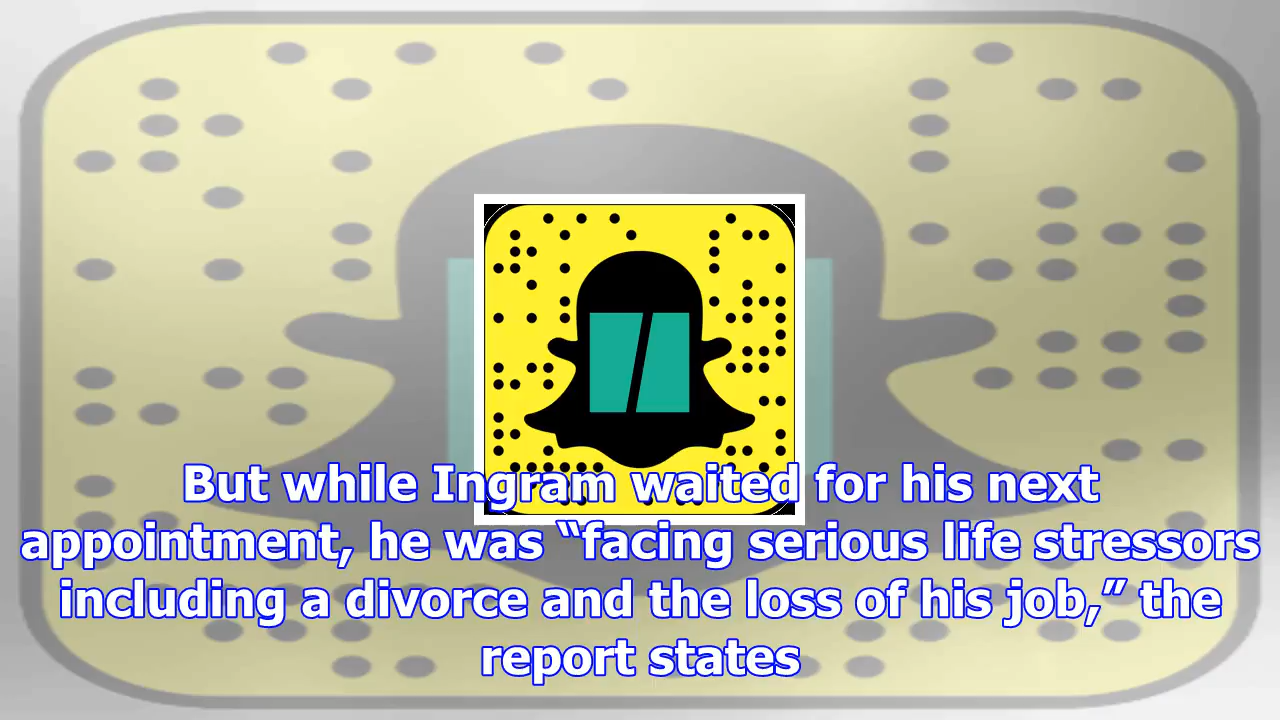 But while Ingram waited for his next
appointment, he was “facing serious life stressors
including a divorce and the loss of his job,” the
report states